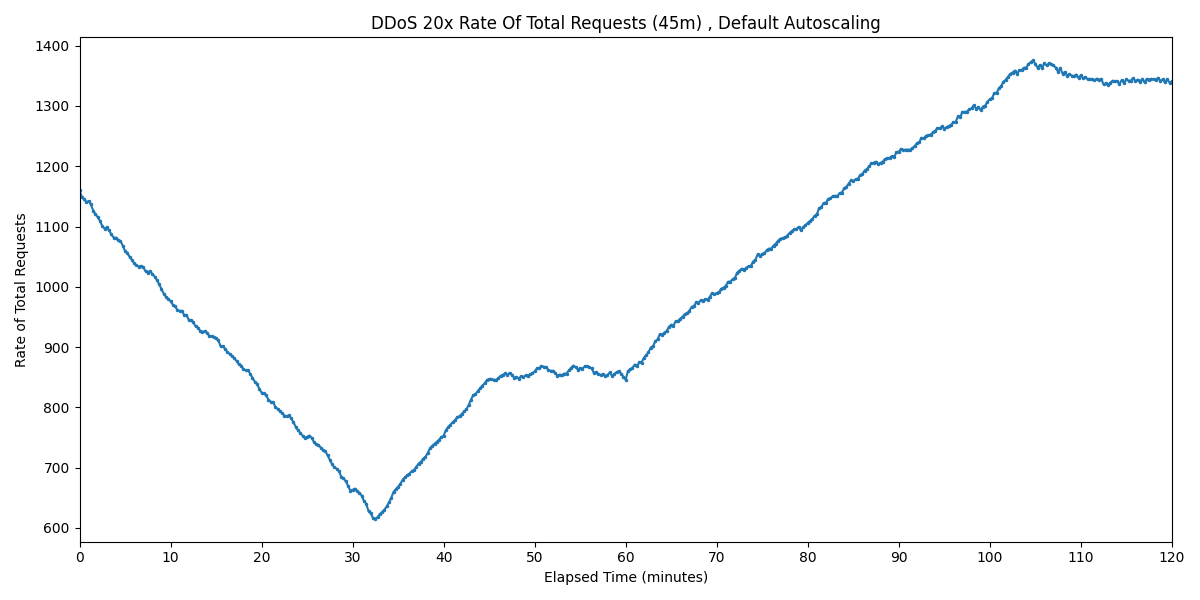 DDoS 20x Rate Of Total Requests (45m) , Default Autoscaling
Rate of Total Requests
1400
1300
1200
1100
1000
900
800
700
600
0 10 20 30 40 50 60 70 80 90 100 110 120
Elapsed Time (minutes)